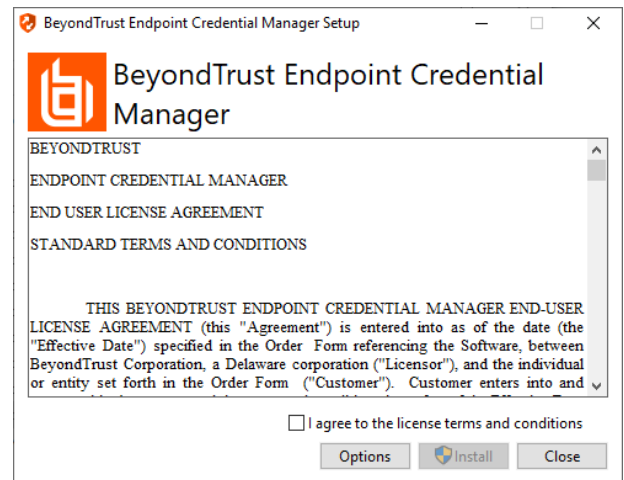 BeyondTrust Endpoint Credential Manager Setup
BeyondTrust Endpoint Credential
Manager
BEYONDTRUST
ENDPOINT CREDENTIAL MANAGER
END USER LICENSE AGREEMENT
STANDARD TERMS AND CONDITIONS
THIS BEYONDTRUST ENDPOINT CREDENTIAL MANAGER END-USER
LICENSE AGREEMENT (this "Agreement") is entered into as of the date (the
"Effective Date") specified in the Order Form referencing the Software, between
BeyondTrust Corporation, a Delaware corporation ("Licensor"), and the individual
or entity set forth in the Order Form ("Customer"). Customer enters into and
I agree to the license terms and conditions
Options
Install
Close